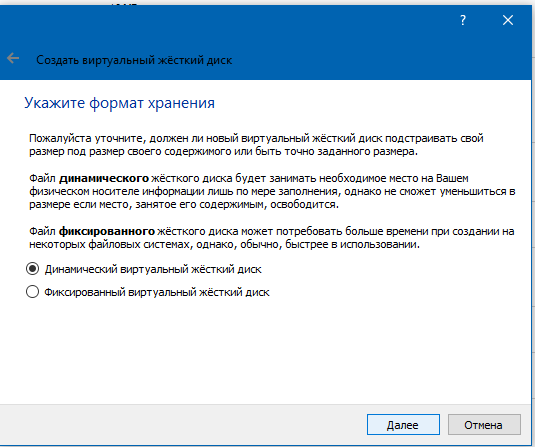 ?
Создать виртуальный жёсткий диск
Укажите формат хранения
Пожалуйста уточните, должен ли новый виртуальный жёсткий диск подстраивать свой
размер под размер своего содержимого или быть точно заданного размера.
Файл динамического жёсткого диска будет занимать необходимое место на Вашем
физическом носителе информации лишь по мере заполнения, однако не сможет уменьшиться в
размере если место, занятое его содержимым, освободится.
Файл фиксированного жёсткого диска может потребовать больше времени при создании на
некоторых файловых системах, однако, обычно, быстрее в использовании.
Динамический виртуальный жёсткий диск
Фиксированный виртуальный жёсткий диск
Далее
Отмена